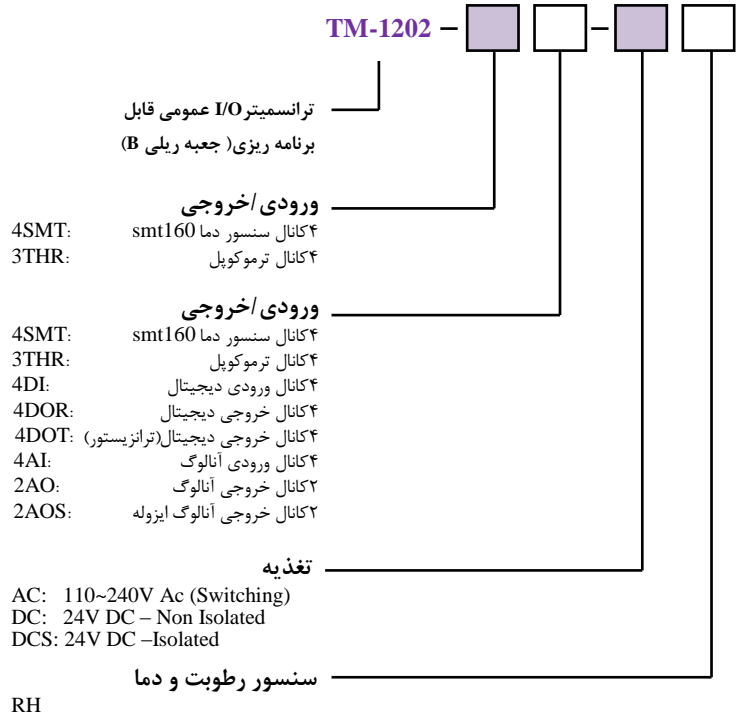 TM-1202 – –
ترانسمیتر I/O عمومی قابل
برنامه ریزی( جعبه ریلی B)
ورودی/خروجی
4SMT: ۴کانال سنسور دما smt160
3THR: ۴کانال ترموکوپل
ورودی/خروجی
4SMT: ۴کانال سنسور دما smt160
3THR: ۴کانال ترموکوپل
4DI: ۴کانال ورودی دیجیتال
4DOR: ۴کانال خروجی دیجیتال
4DOT: ۴کانال خروجی دیجیتال(ترانزیستور)
4AI: ۴کانال ورودی آنالوگ
2AO: ۲کانال خروجی آنالوگ
2AOS: ۲کانال خروجی آنالوگ ایزوله
تغذیه
AC: 110~240V Ac (Switching)
DC: 24V DC – Non Isolated
DCS: 24V DC –Isolated
سنسور رطوبت و دما
RH